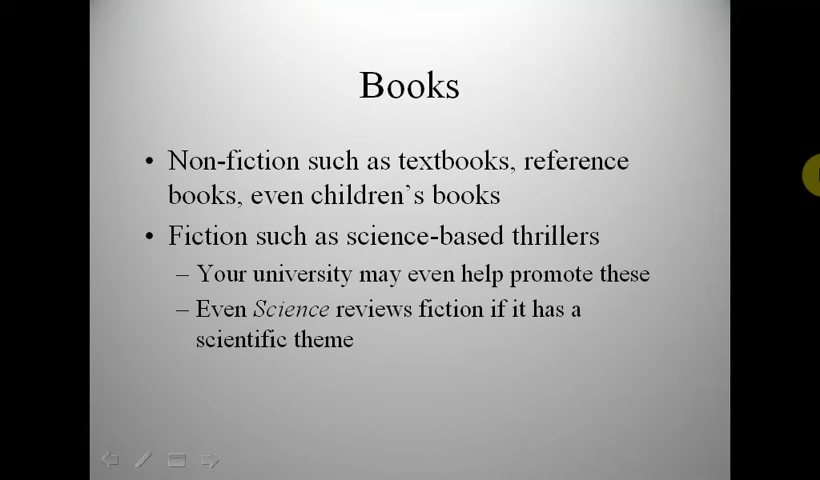 Books
• Non-fiction such as textbooks, reference
books, even children's books
• Fiction such as science-based thrillers
– Your university may even help promote these
– Even Science reviews fiction if it has a
scientific theme